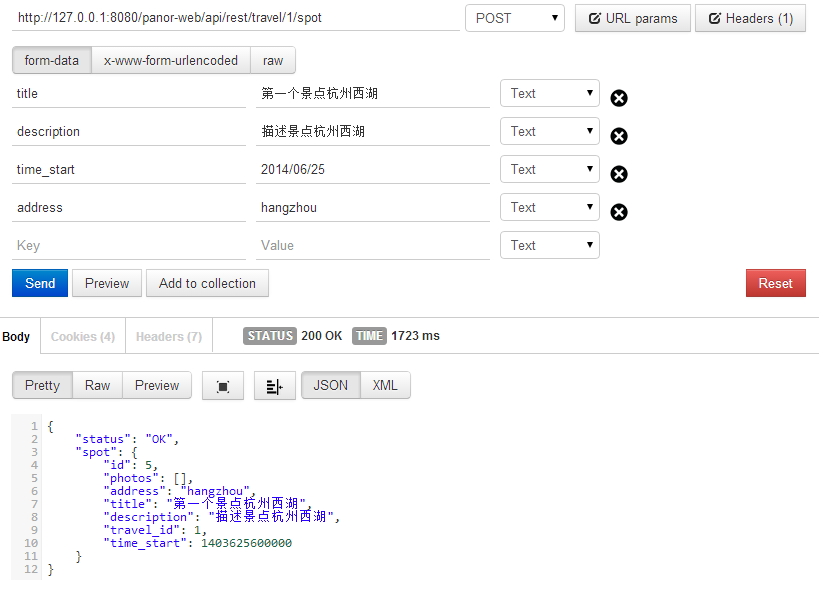 http://127.0.0.1:8080/panor-web/api/rest/travel/1/spot POST URL params Headers (1)
form-data x-www-form-urlencoded raw
title 第一个景点杭州西湖 Text
description 描述景点杭州西湖 Text
time_start 2014/06/25 Text
address hangzhou Text
Key Value Text
Send Preview Add to collection Reset
Body Cookies (4) Headers (7) STATUS 200 OK TIME 1723 ms
Pretty Raw Preview JSON XML
1 {
2 "status": "OK",
3 "spot": {
4 "id": 5,
5 "photos": [],
6 "address": "hangzhou",
7 "title": "第一个景点杭州西湖",
8 "description": "描述景点杭州西湖",
9 "travel_id": 1,
10 "time_start": 1403625600000
11 }
12 }